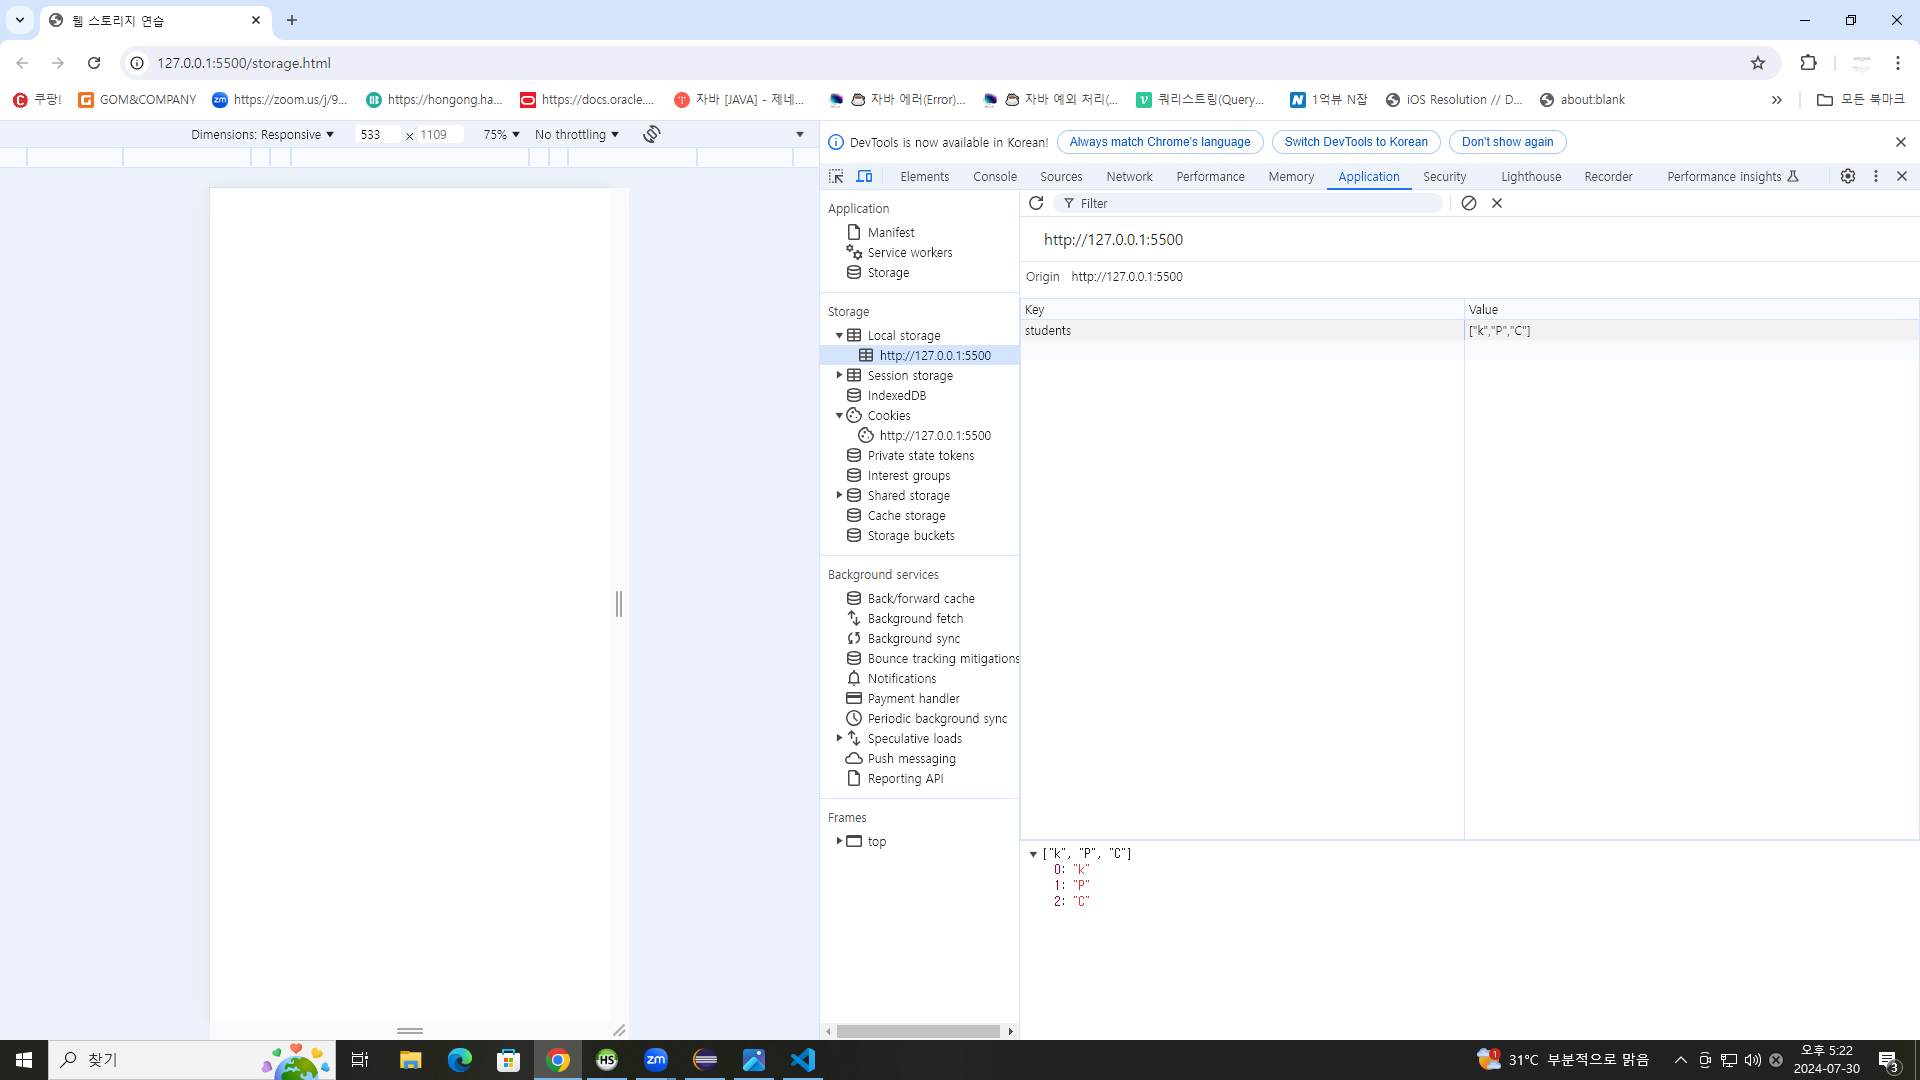 웹 스토리지 연습
127.0.0.1:5500/storage.html
쿠팡!
GOM&COMPANY
https://zoom.us/j/9...
https://hongong.ha...
https://docs.oracle....
자바 [JAVA] - 제네...
자바 에러(Error)...
자바 예외 처리(...
쿼리스트링(Query...
1억뷰 N잡
iOS Resolution // D...
about:blank
모든 북마크
Dimensions: Responsive
533
×
1109
75%
No throttling
DevTools is now available in Korean!
Always match Chrome's language
Switch DevTools to Korean
Don't show again
Elements
Console
Sources
Network
Performance
Memory
Application
Security
Lighthouse
Recorder
Performance insights
Application
Manifest
Service workers
Storage
Storage
Local storage
http://127.0.0.1:5500
Session storage
IndexedDB
Cookies
http://127.0.0.1:5500
Private state tokens
Interest groups
Shared storage
Cache storage
Storage buckets
Background services
Back/forward cache
Background fetch
Background sync
Bounce tracking mitigations
Notifications
Payment handler
Periodic background sync
Speculative loads
Push messaging
Reporting API
Frames
top
Filter
http://127.0.0.1:5500
Origin http://127.0.0.1:5500
Key Value
students ["k","P","C"]
["k", "P", "C"]
0: "k"
1: "P"
2: "C"
찾기
HS
zm
31°C 부분적으로 맑음
오후 5:22
2024-07-30
3